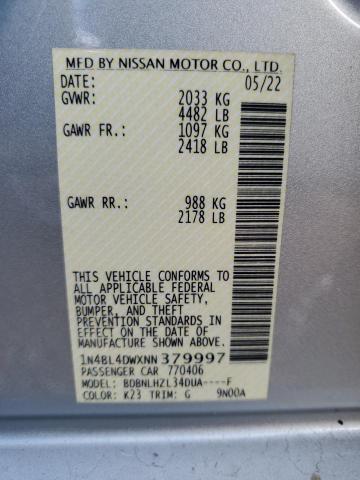 MFD BY NISSAN MOTOR CO., LTD.
DATE: 05/22
GVWR: 2033 KG
4482 LB
GAWR FR.: 1097 KG
2418 LB
GAWR RR.: 988 KG
2178 LB
THIS VEHICLE CONFORMS TO
ALL APPLICABLE FEDERAL
MOTOR VEHICLE SAFETY,
BUMPER, AND THEFT
PREVENTION STANDARDS
IN EFFECT ON THE DATE OF
MANUFACTURE SHOWN ABOVE.
1N4BL4DWXNN379997
PASSENGER CAR 770406
MODEL: BDBNLHZL34DUA----F
COLOR: K23 TRIM: G 9N00A